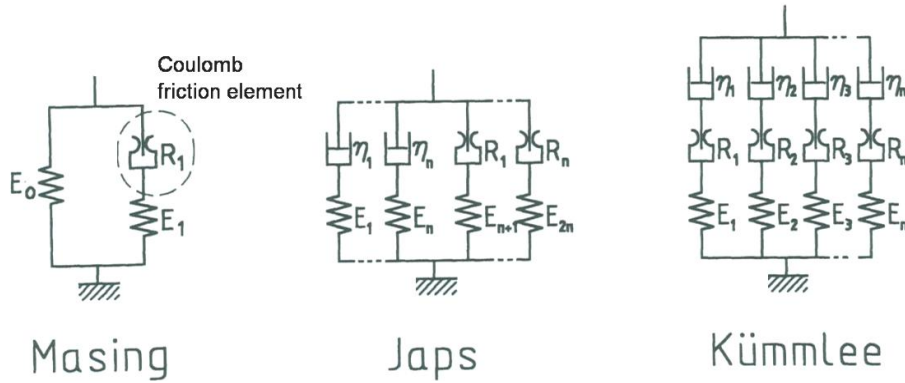 Coulomb
friction element
E₀
R₁
E₁
Masing
η₁
ηₙ
R₁
Rₙ
E₁
Eₙ
Eₙ₊₁
E₂ₙ
Japs
η₁
η₂
η₃
ηₙ
R₁
R₂
R₃
Rₙ
E₁
E₂
E₃
Eₙ
Kümmlee